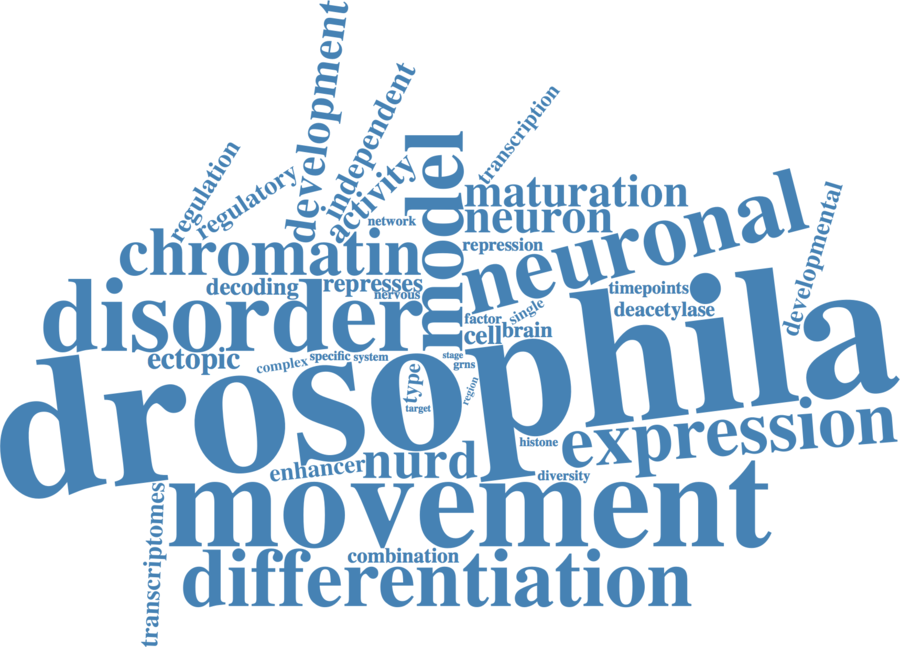 development
independent
transcription
regulation
regulatory
activity
model
maturation
network
neuron
neuronal
developmental
chromatin
repression
decoding
represses
nervous
timepoints
disorder
single
deacetylase
factor
cell
brain
ectopic
complex
specific
system
stage
grns
drosophila
type
target
region
expression
histone
enhancer
nurd
diversity
movement
transcriptomes
combination
differentiation